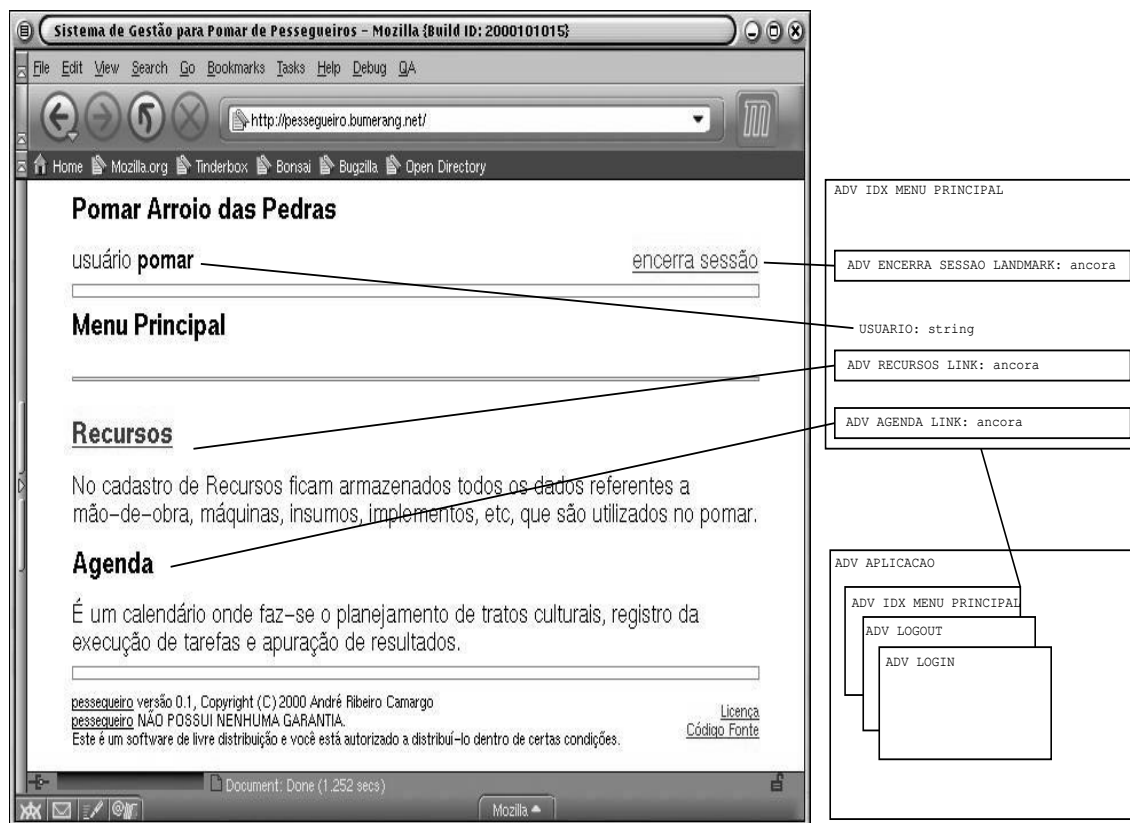 Sistema de Gestão para Pomar de Pessegueiros - Mozilla {Build ID: 2000101015}
File Edit View Search Go Bookmarks Tasks Help Debug QA
http://pessegueiro.bumerang.net/
Home Mozilla.org Tinderbox Bonsai Bugzilla Open Directory
Pomar Arroio das Pedras
usuário pomar
encerra sessão
Menu Principal
Recursos
No cadastro de Recursos ficam armazenados todos os dados referentes a
mão-de-obra, máquinas, insumos, implementos, etc, que são utilizados no pomar.
Agenda
É um calendário onde faz-se o planejamento de tratos culturais, registro da
execução de tarefas e apuração de resultados.
pessegueiro versão 0.1, Copyright (C) 2000 André Ribeiro Camargo
pessegueiro NÃO POSSUI NENHUMA GARANTIA.
Este é um software de livre distribuição e você está autorizado a distribuí-lo dentro de certas condições.
Licença
Código Fonte
Document: Done (1.252 secs)
Mozilla
ADV IDX MENU PRINCIPAL
ADV ENCERRA SESSAO LANDMARK: ancora
USUARIO: string
ADV RECURSOS LINK: ancora
ADV AGENDA LINK: ancora
ADV APLICACAO
ADV IDX MENU PRINCIPAL
ADV LOGOUT
ADV LOGIN